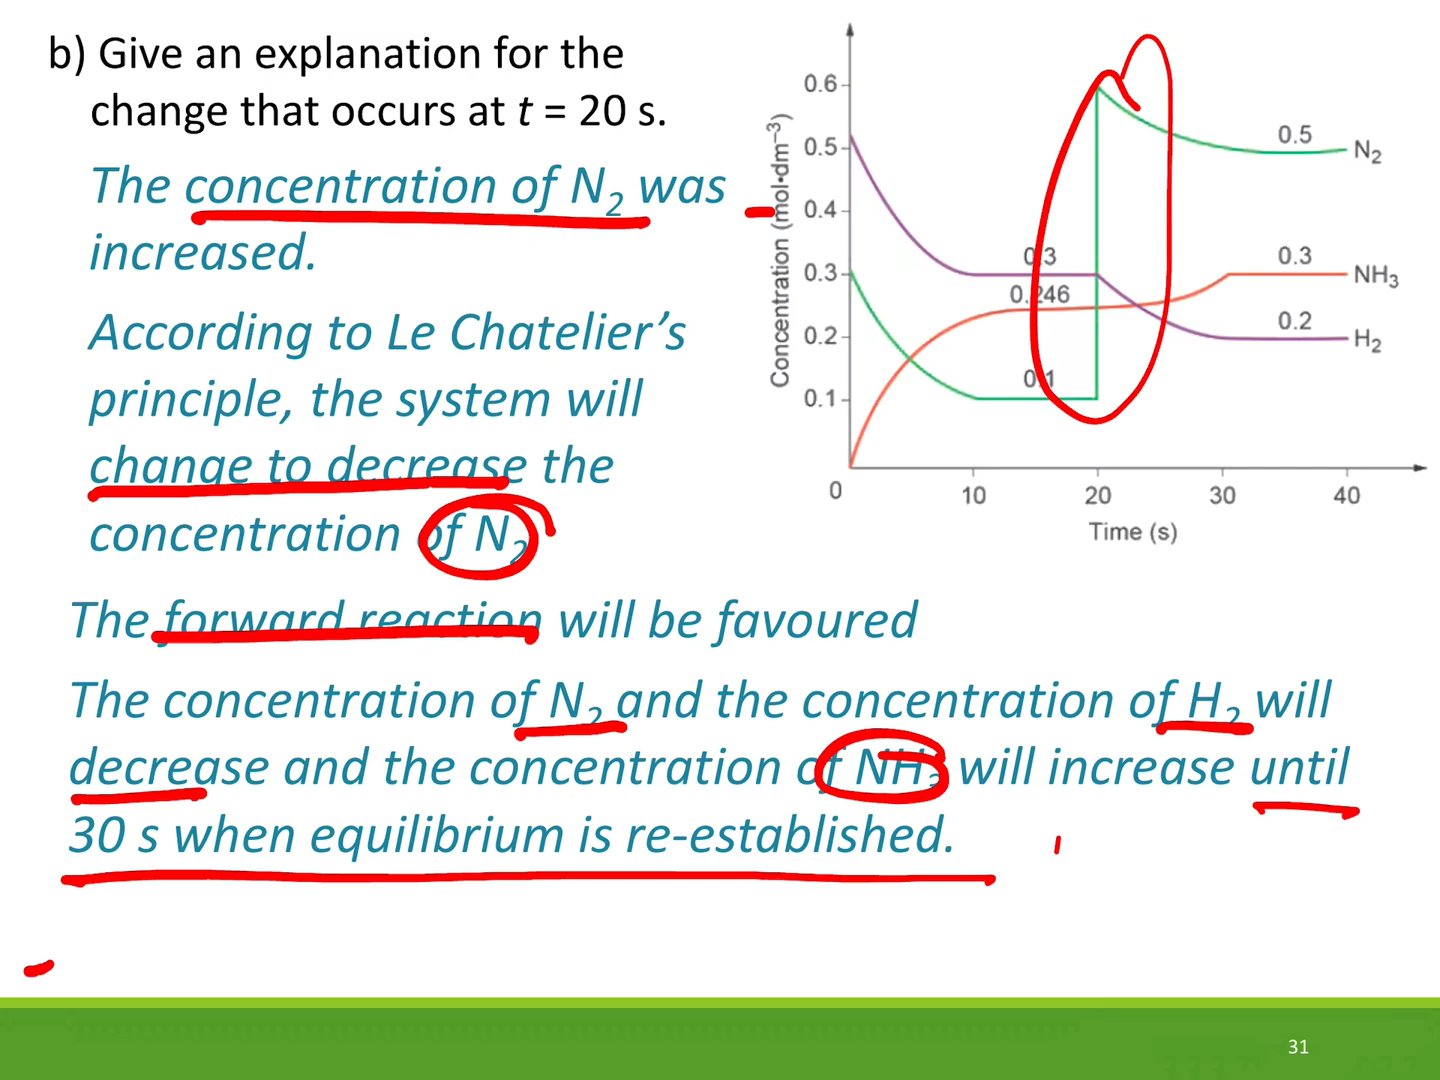 b) Give an explanation for the
change that occurs at t = 20 s.
The concentration of N₂ was
increased.
According to Le Chatelier’s
principle, the system will
change to decrease the
concentration of N₂
The forward reaction will be favoured
The concentration of N₂ and the concentration of H₂ will
decrease and the concentration of NH₃ will increase until
30 s when equilibrium is re-established.
Concentration (mol•dm⁻³)
0.6
0.5
0.4
0.3
0.2
0.1
0
10
20
30
40
Time (s)
0.5
N₂
0.3
0.3
NH₃
0.246
0.2
H₂
0.1
31